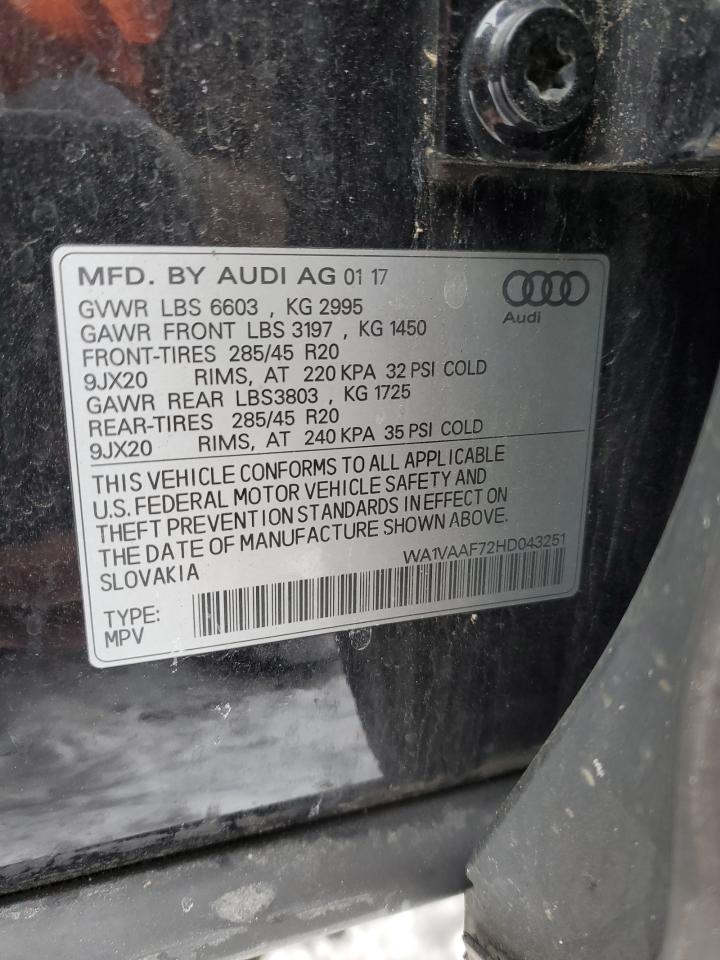 MFD. BY AUDI AG 01 17
GVWR LBS 6603 , KG 2995
GAWR FRONT LBS 3197 , KG 1450
FRONT-TIRES 285/45 R20
9JX20 RIMS, AT 220 KPA 32 PSI COLD
GAWR REAR LBS3803 , KG 1725
REAR-TIRES 285/45 R20
9JX20 RIMS, AT 240 KPA 35 PSI COLD
Audi
THIS VEHICLE CONFORMS TO ALL APPLICABLE
U.S. FEDERAL MOTOR VEHICLE SAFETY AND
THEFT PREVENTION STANDARDS IN EFFECT ON
THE DATE OF MANUFACTURE SHOWN ABOVE.
SLOVAKIA
WA1VAAF72HD043251
TYPE:
MPV